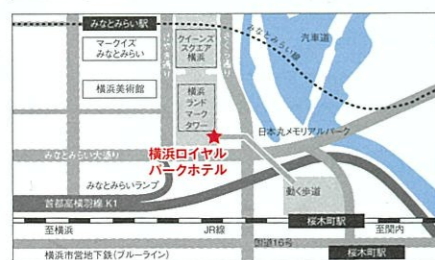 みなとみらい駅
マークイズ
みなとみらい
クイーンズ
スクエア
横浜
けやき通り
さくら通り
みなとみらい線
汽車道
横浜美術館
横浜
ランド
マーク
タワー
日本丸メモリアルパーク
みなとみらい大通り
横浜ロイヤル
パークホテル
みなとみらいランプ
動く歩道
首都高横羽線 K1
桜木町駅
至横浜
JR線
至関内
国道16号
横浜市営地下鉄(ブルーライン)
桜木町駅